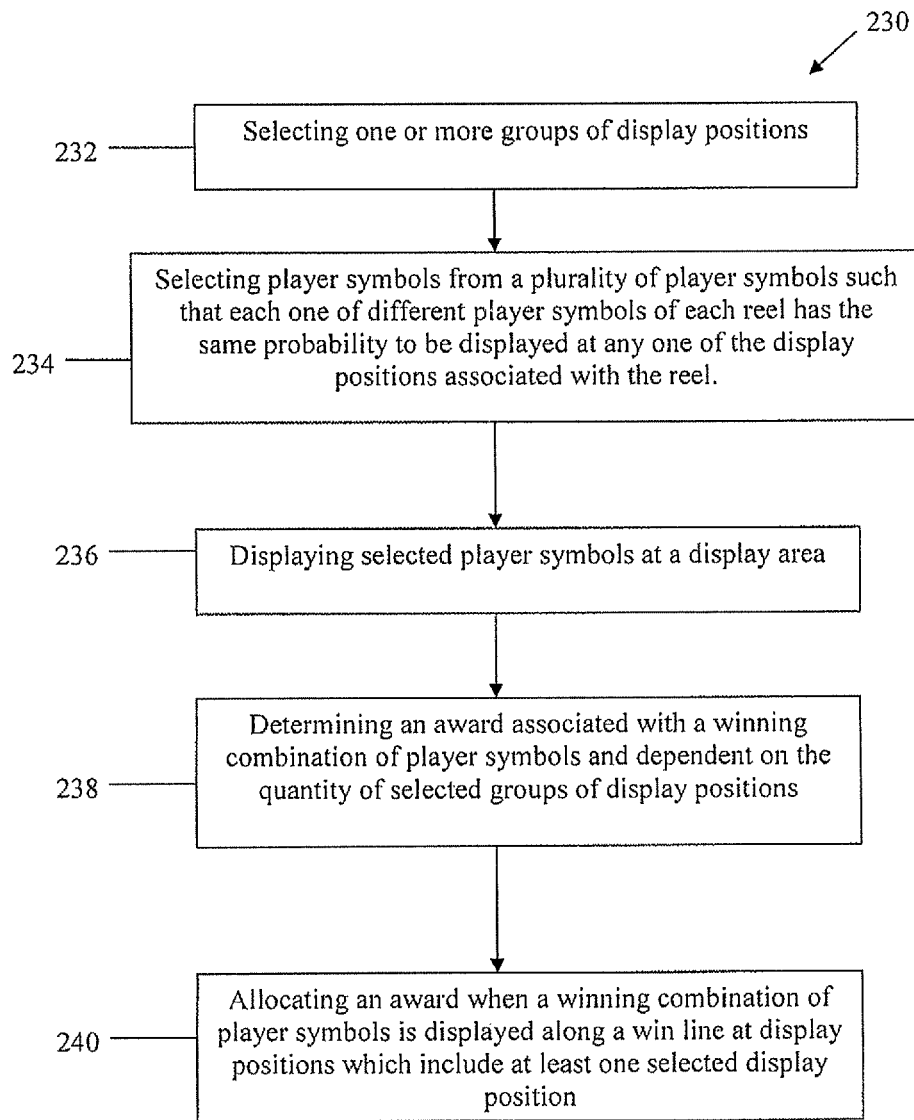 230
232
Selecting one or more groups of display positions
234
Selecting player symbols from a plurality of player symbols such
that each one of different player symbols of each reel has the
same probability to be displayed at any one of the display
positions associated with the reel.
236
Displaying selected player symbols at a display area
238
Determining an award associated with a winning
combination of player symbols and dependent on the
quantity of selected groups of display positions
240
Allocating an award when a winning combination of
player symbols is displayed along a win line at display
positions which include at least one selected display
position